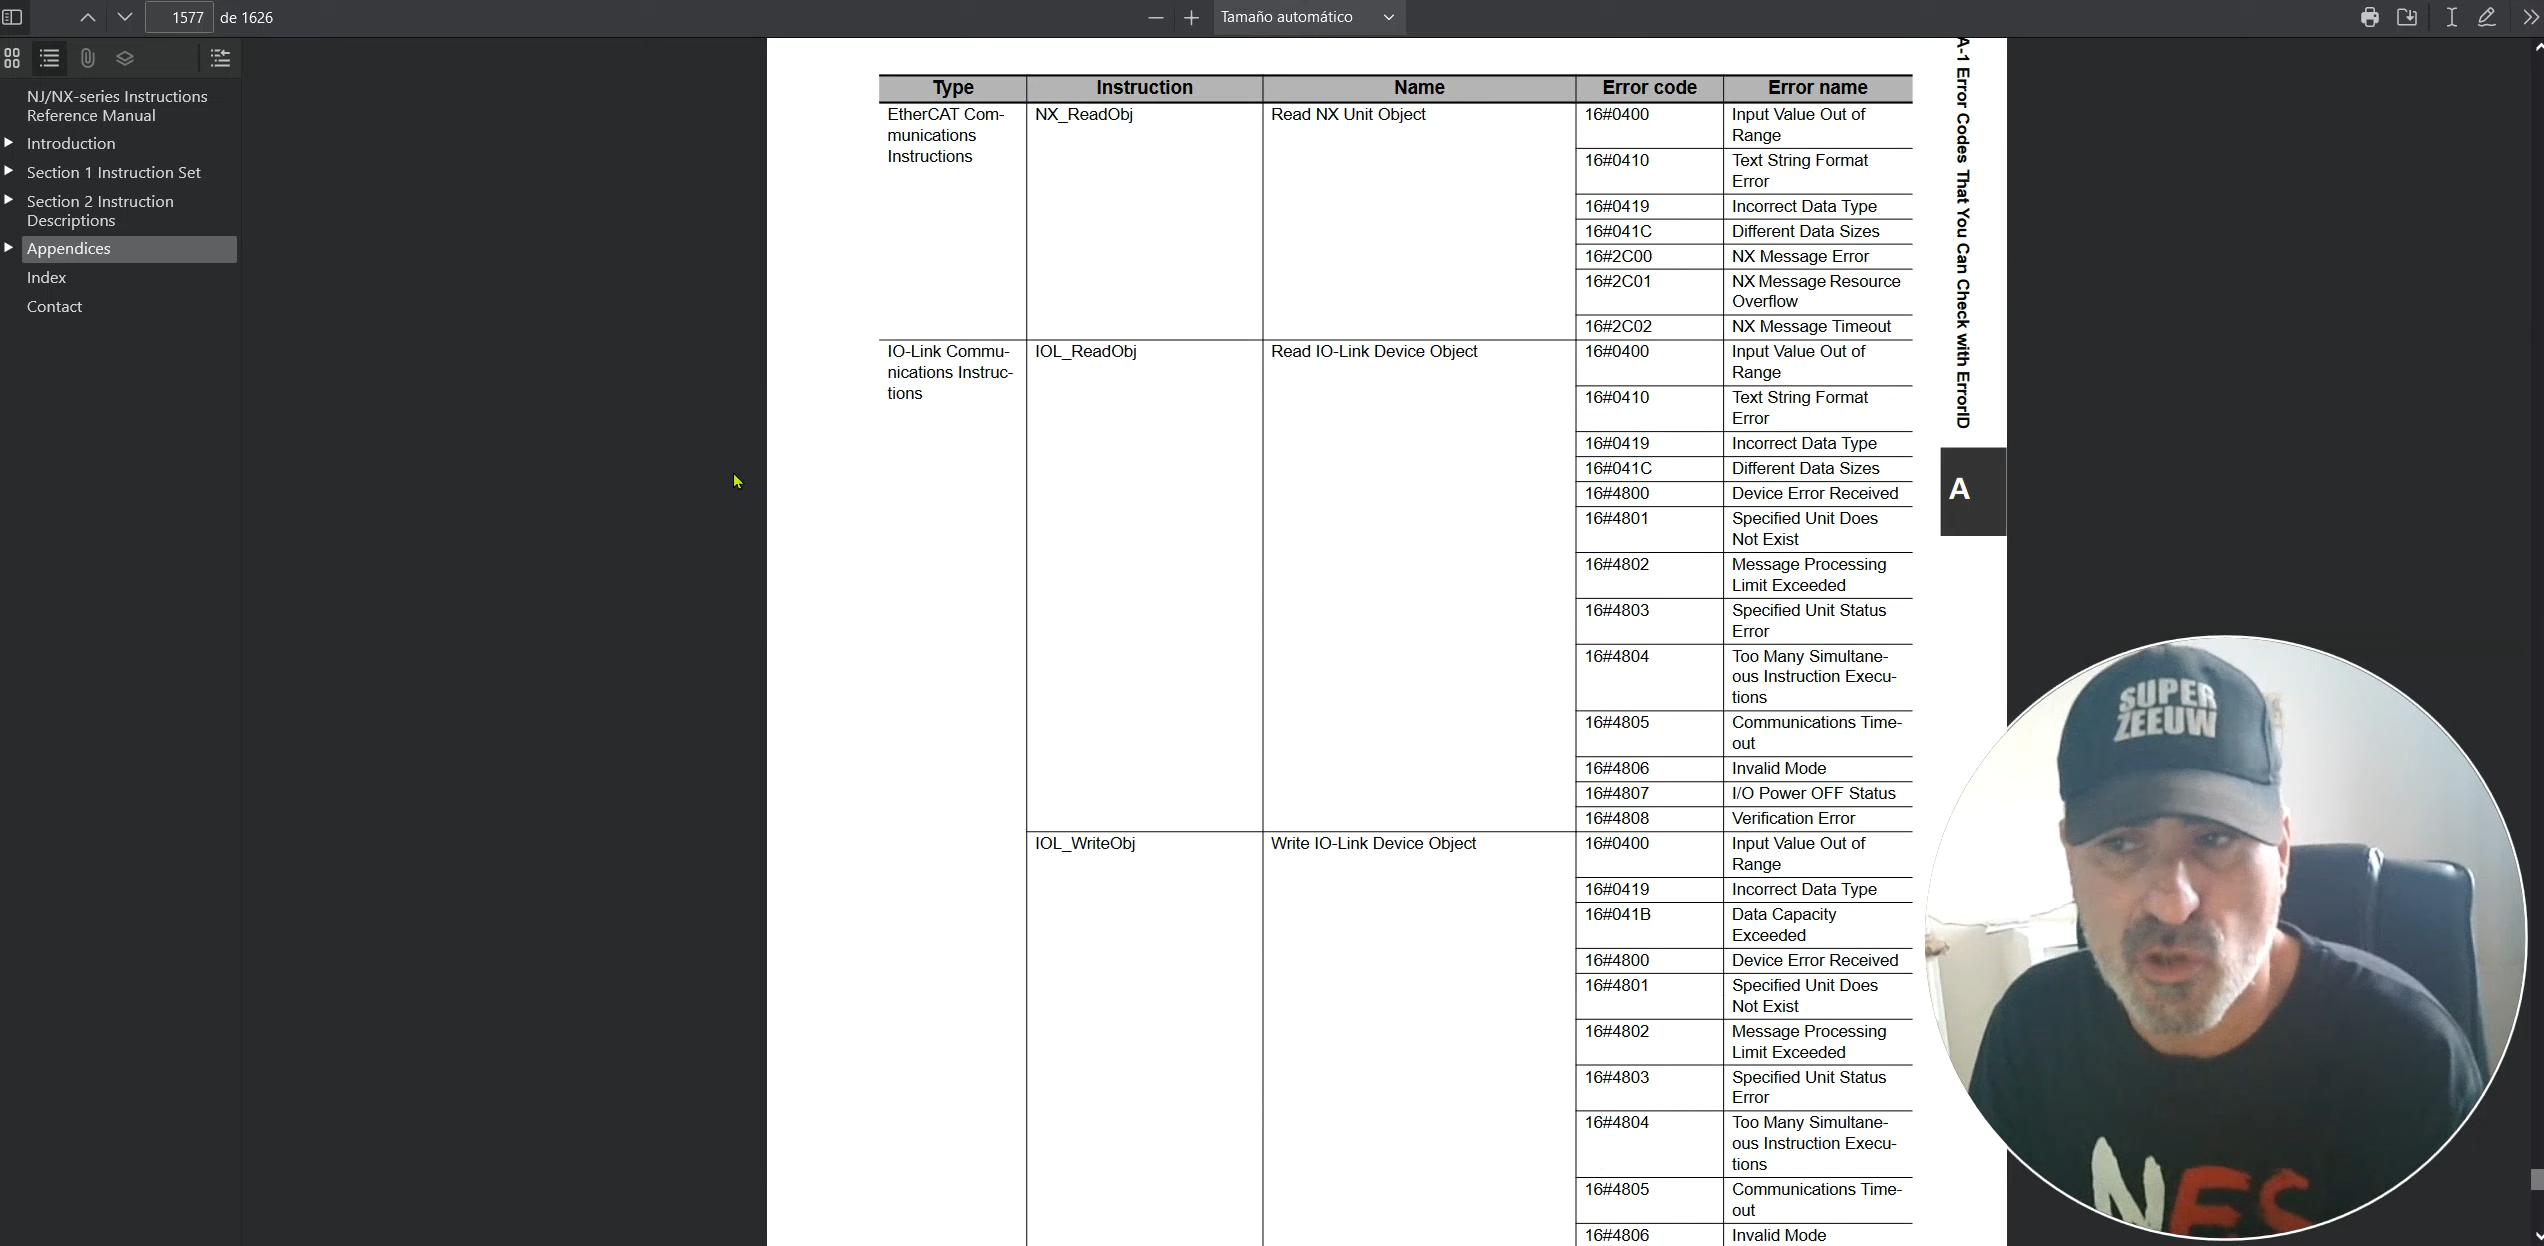 1577 de 1626
Tamaño automático
NJ/NX-series Instructions
Reference Manual
Introduction
Section 1 Instruction Set
Section 2 Instruction
Descriptions
Appendices
Index
Contact
Type Instruction Name Error code Error name
EtherCAT Com-
munications
Instructions
NX_ReadObj
Read NX Unit Object
16#0400 Input Value Out of
Range
16#0410 Text String Format
Error
16#0419 Incorrect Data Type
16#041C Different Data Sizes
16#2C00 NX Message Error
16#2C01 NX Message Resource
Overflow
16#2C02 NX Message Timeout
IO-Link Commu-
nications Instruc-
tions
IOL_ReadObj
Read IO-Link Device Object
16#0400 Input Value Out of
Range
16#0410 Text String Format
Error
16#0419 Incorrect Data Type
16#041C Different Data Sizes
16#4800 Device Error Received
16#4801 Specified Unit Does
Not Exist
16#4802 Message Processing
Limit Exceeded
16#4803 Specified Unit Status
Error
16#4804 Too Many Simultane-
ous Instruction Execu-
tions
16#4805 Communications Time-
out
16#4806 Invalid Mode
16#4807 I/O Power OFF Status
16#4808 Verification Error
IOL_WriteObj
Write IO-Link Device Object
16#0400 Input Value Out of
Range
16#0419 Incorrect Data Type
16#041B Data Capacity
Exceeded
16#4800 Device Error Received
16#4801 Specified Unit Does
Not Exist
16#4802 Message Processing
Limit Exceeded
16#4803 Specified Unit Status
Error
16#4804 Too Many Simultane-
ous Instruction Execu-
tions
16#4805 Communications Time-
out
16#4806 Invalid Mode
A-1 Error Codes That You Can Check with ErrorID
A
SUPER
ZEEUW